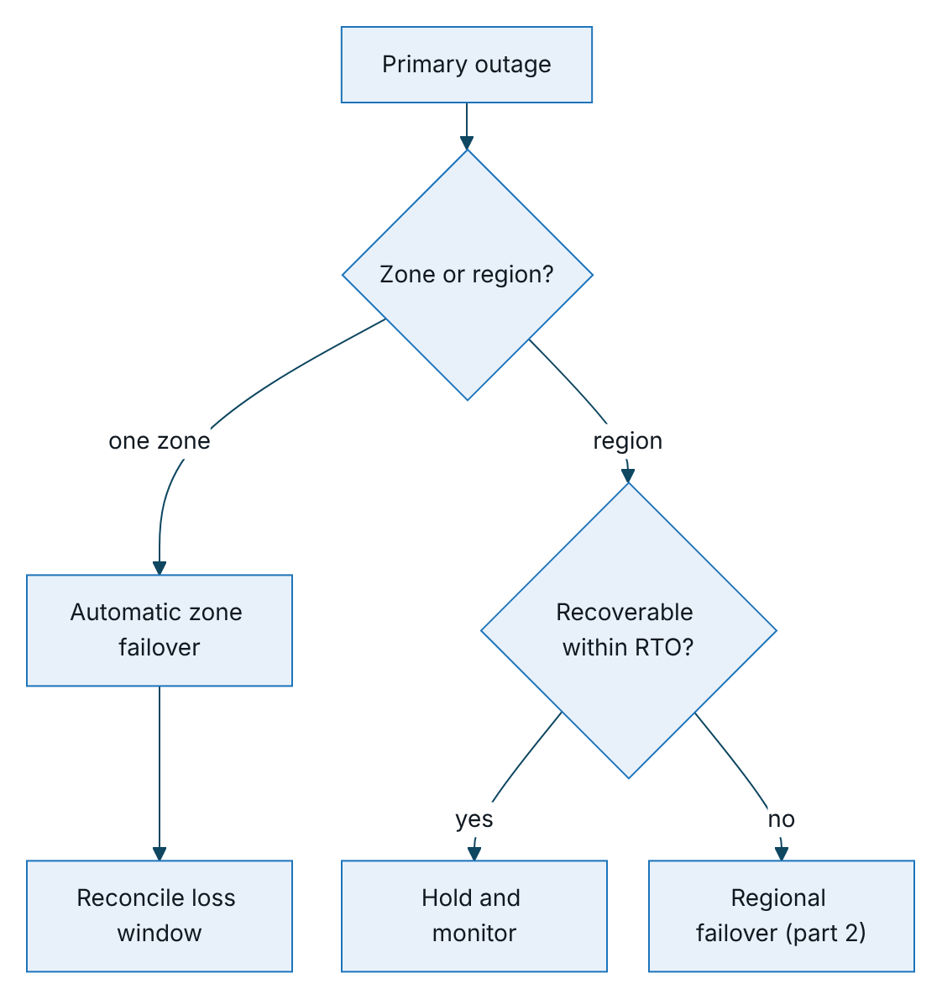 Primary outage
Zone or region?
one zone
region
Automatic zone
failover
Recoverable
within RTO?
yes
no
Reconcile loss
window
Hold and
monitor
Regional
failover (part 2)